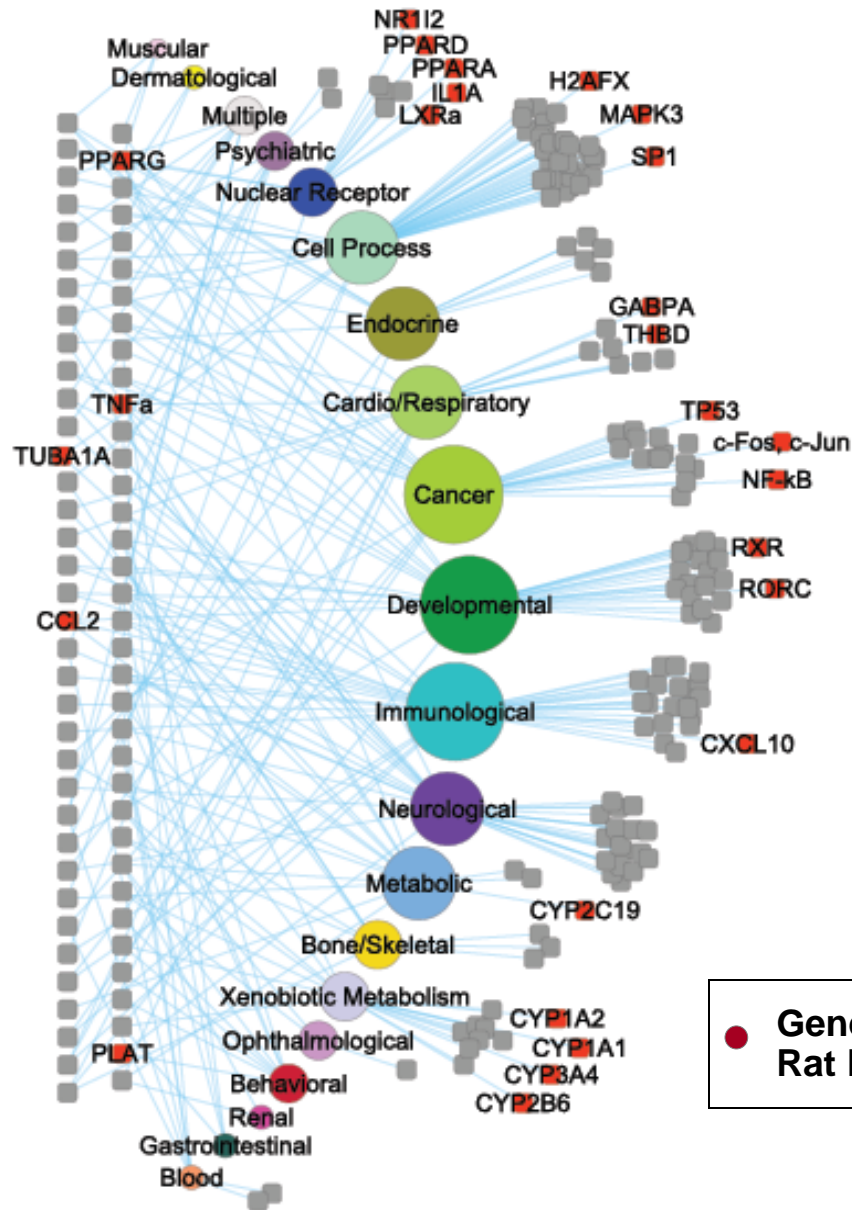 NR1I2
PPARD
PPARA
IL1A
LXRa
H2AFX
MAPK3
SP1
Muscular
Dermatological
Multiple
Psychiatric
Nuclear Receptor
Cell Process
Endocrine
Cardio/Respiratory
Cancer
Developmental
Immunological
Neurological
Metabolic
Bone/Skeletal
Xenobiotic Metabolism
Ophthalmological
Behavioral
Renal
Gastrointestinal
Blood
PPARG
TNFa
TUBA1A
CCL2
PLAT
GABPA
THBD
TP53
c-Fos, c-Jun
NF-kB
RXR
RORC
CXCL10
CYP2C19
CYP1A2
CYP1A1
CYP3A4
CYP2B6
Rat